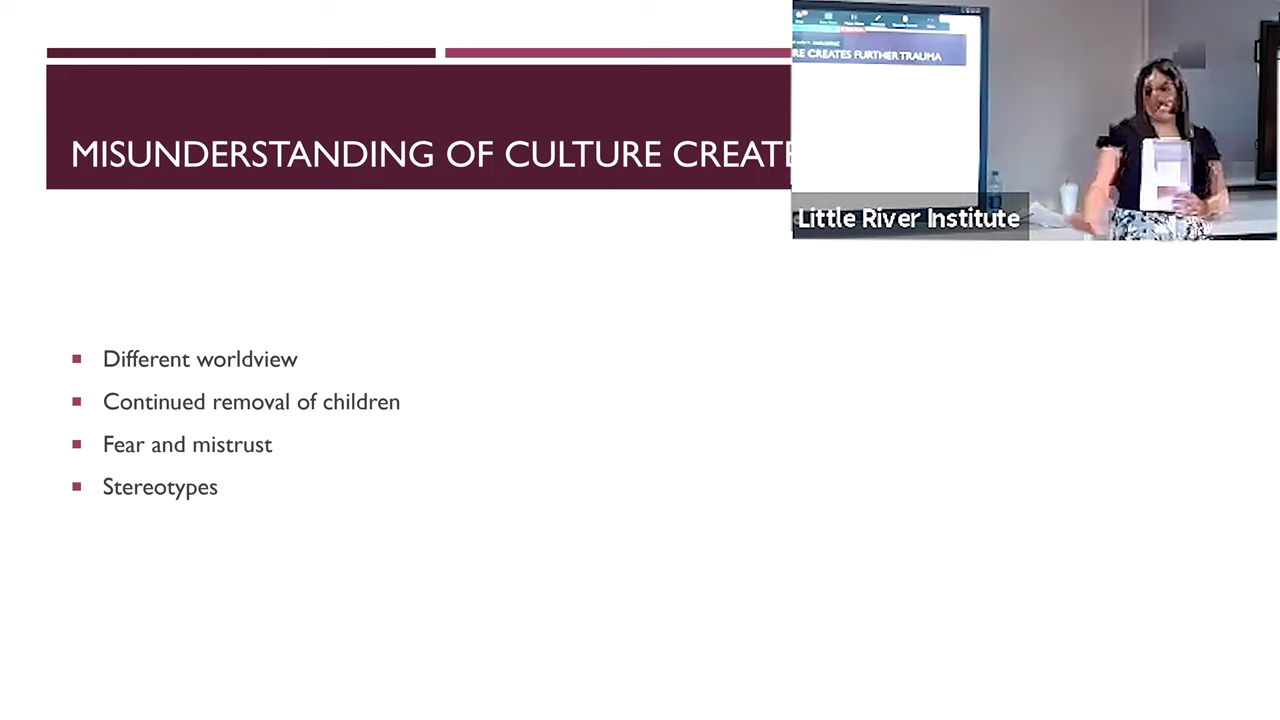 MISUNDERSTANDING OF CULTURE CREATE
RE CREATES FURTHER TRAUMA
Little River Institute
Different worldview
Continued removal of children
Fear and mistrust
Stereotypes